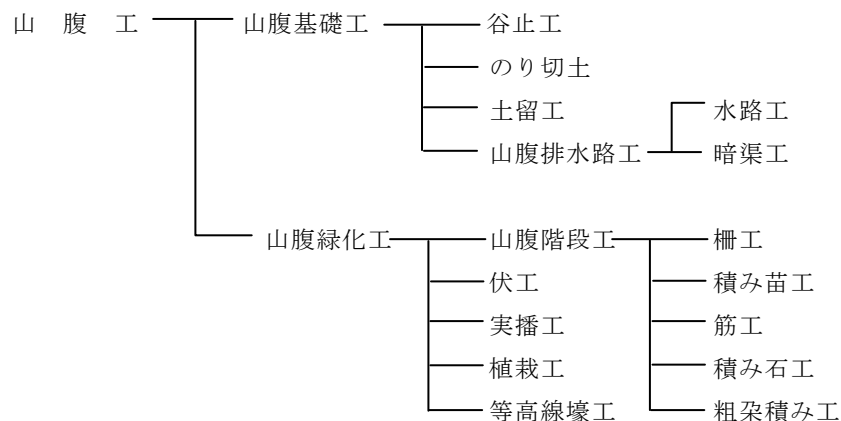 山腹工 山腹基礎工 谷止工
のり切土
土留工 水路工
山腹排水路工 暗渠工
山腹緑化工 山腹階段工 柵工
伏工 積み苗工
実播工 筋工
植栽工 積み石工
等高線壕工 粗朶積み工